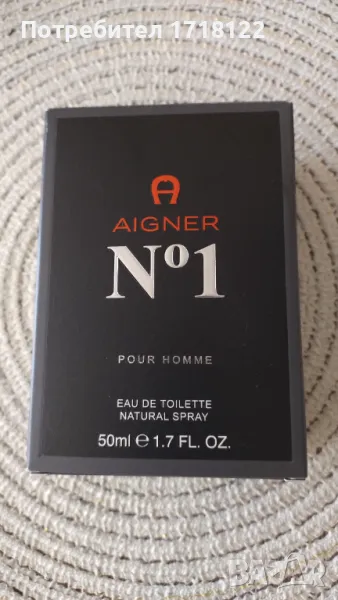 Потребител 1718122
AIGNER
Nº1
POUR HOMME
EAU DE TOILETTE
NATURAL SPRAY
50ml ℮ 1.7 FL. OZ.